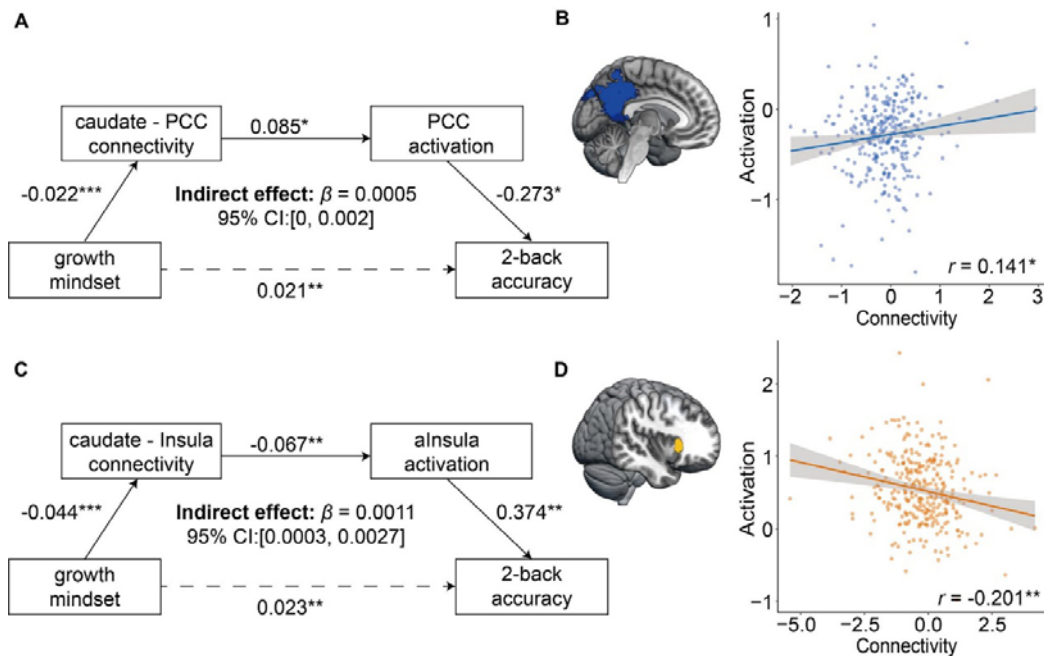 A
caudate - PCC
connectivity
0.085*
PCC
activation
-0.022***
Indirect effect: β = 0.0005
95% CI:[0, 0.002]
-0.273*
growth
mindset
0.021**
2-back
accuracy
B
Activation
1
0
−1
r = 0.141*
−2 −1 0 1 2 3
Connectivity
C
caudate - Insula
connectivity
-0.067**
aInsula
activation
-0.044***
Indirect effect: β = 0.0011
95% CI:[0.0003, 0.0027]
0.374**
growth
mindset
0.023**
2-back
accuracy
D
Activation
2
1
0
−1
r = -0.201**
−5.0 −2.5 0.0 2.5
Connectivity